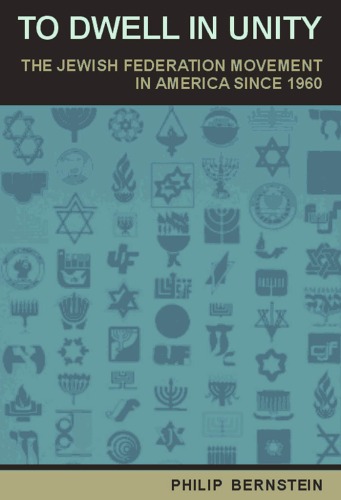 TO DWELL IN UNITY
THE JEWISH FEDERATION MOVEMENT
IN AMERICA SINCE 1960
PHILIP BERNSTEIN